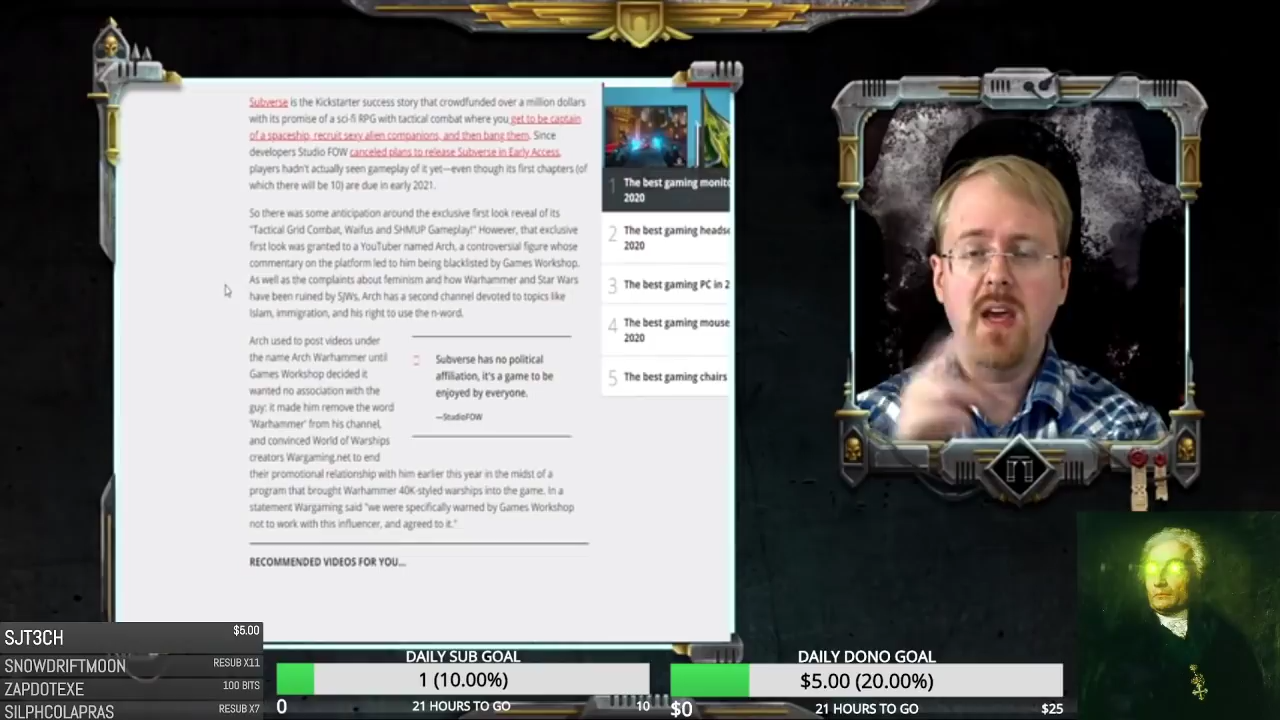 Subverse is the Kickstarter success story that crowdfunded over a million dollars
with its promise of a sci-fi RPG with tactical combat where you get to be captain
of a spaceship, recruit sexy alien companions, and then bang them. Since
developers Studio FOW canceled plans to release Subverse in Early Access,
players hadn't actually seen gameplay of it yet—even though its first chapters (of
which there will be 10) are due in early 2021.
So there was some anticipation around the exclusive first look reveal of its
"Tactical Grid Combat, Waifus and SHMUP Gameplay!" However, that exclusive
first look was granted to a YouTuber named Arch, a controversial figure whose
commentary on the platform led to him being blacklisted by Games Workshop.
As well as the complaints about feminism and how Warhammer and Star Wars
have been ruined by SJWs, Arch has a second channel devoted to topics like
Islam, immigration, and his right to use the n-word.
Arch used to post videos under
the name Arch Warhammer until
Games Workshop decided it
wanted no association with the
guy: it made him remove the word
'Warhammer' from his channel,
and convinced World of Warships
creators Wargaming.net to end
their promotional relationship with him earlier this year in the midst of a
program that brought Warhammer 40K-styled warships into the game. In a
statement Wargaming said "we were specifically warned by Games Workshop
not to work with this influencer, and agreed to it."
Subverse has no political
affiliation, it's a game to be
enjoyed by everyone.
—StudioFOW
RECOMMENDED VIDEOS FOR YOU...
1 The best gaming monito
2020
2 The best gaming headse
2020
3 The best gaming PC in 2
4 The best gaming mouse
2020
5 The best gaming chairs
SJT3CH $5.00
SNOWDRIFTMOON RESUB X11
ZAPDOTEXE 100 BITS
SILPHCOLAPRAS RESUB X7
DAILY SUB GOAL
1 (10.00%)
0 21 HOURS TO GO 10
DAILY DONO GOAL
$5.00 (20.00%)
$0 21 HOURS TO GO $25